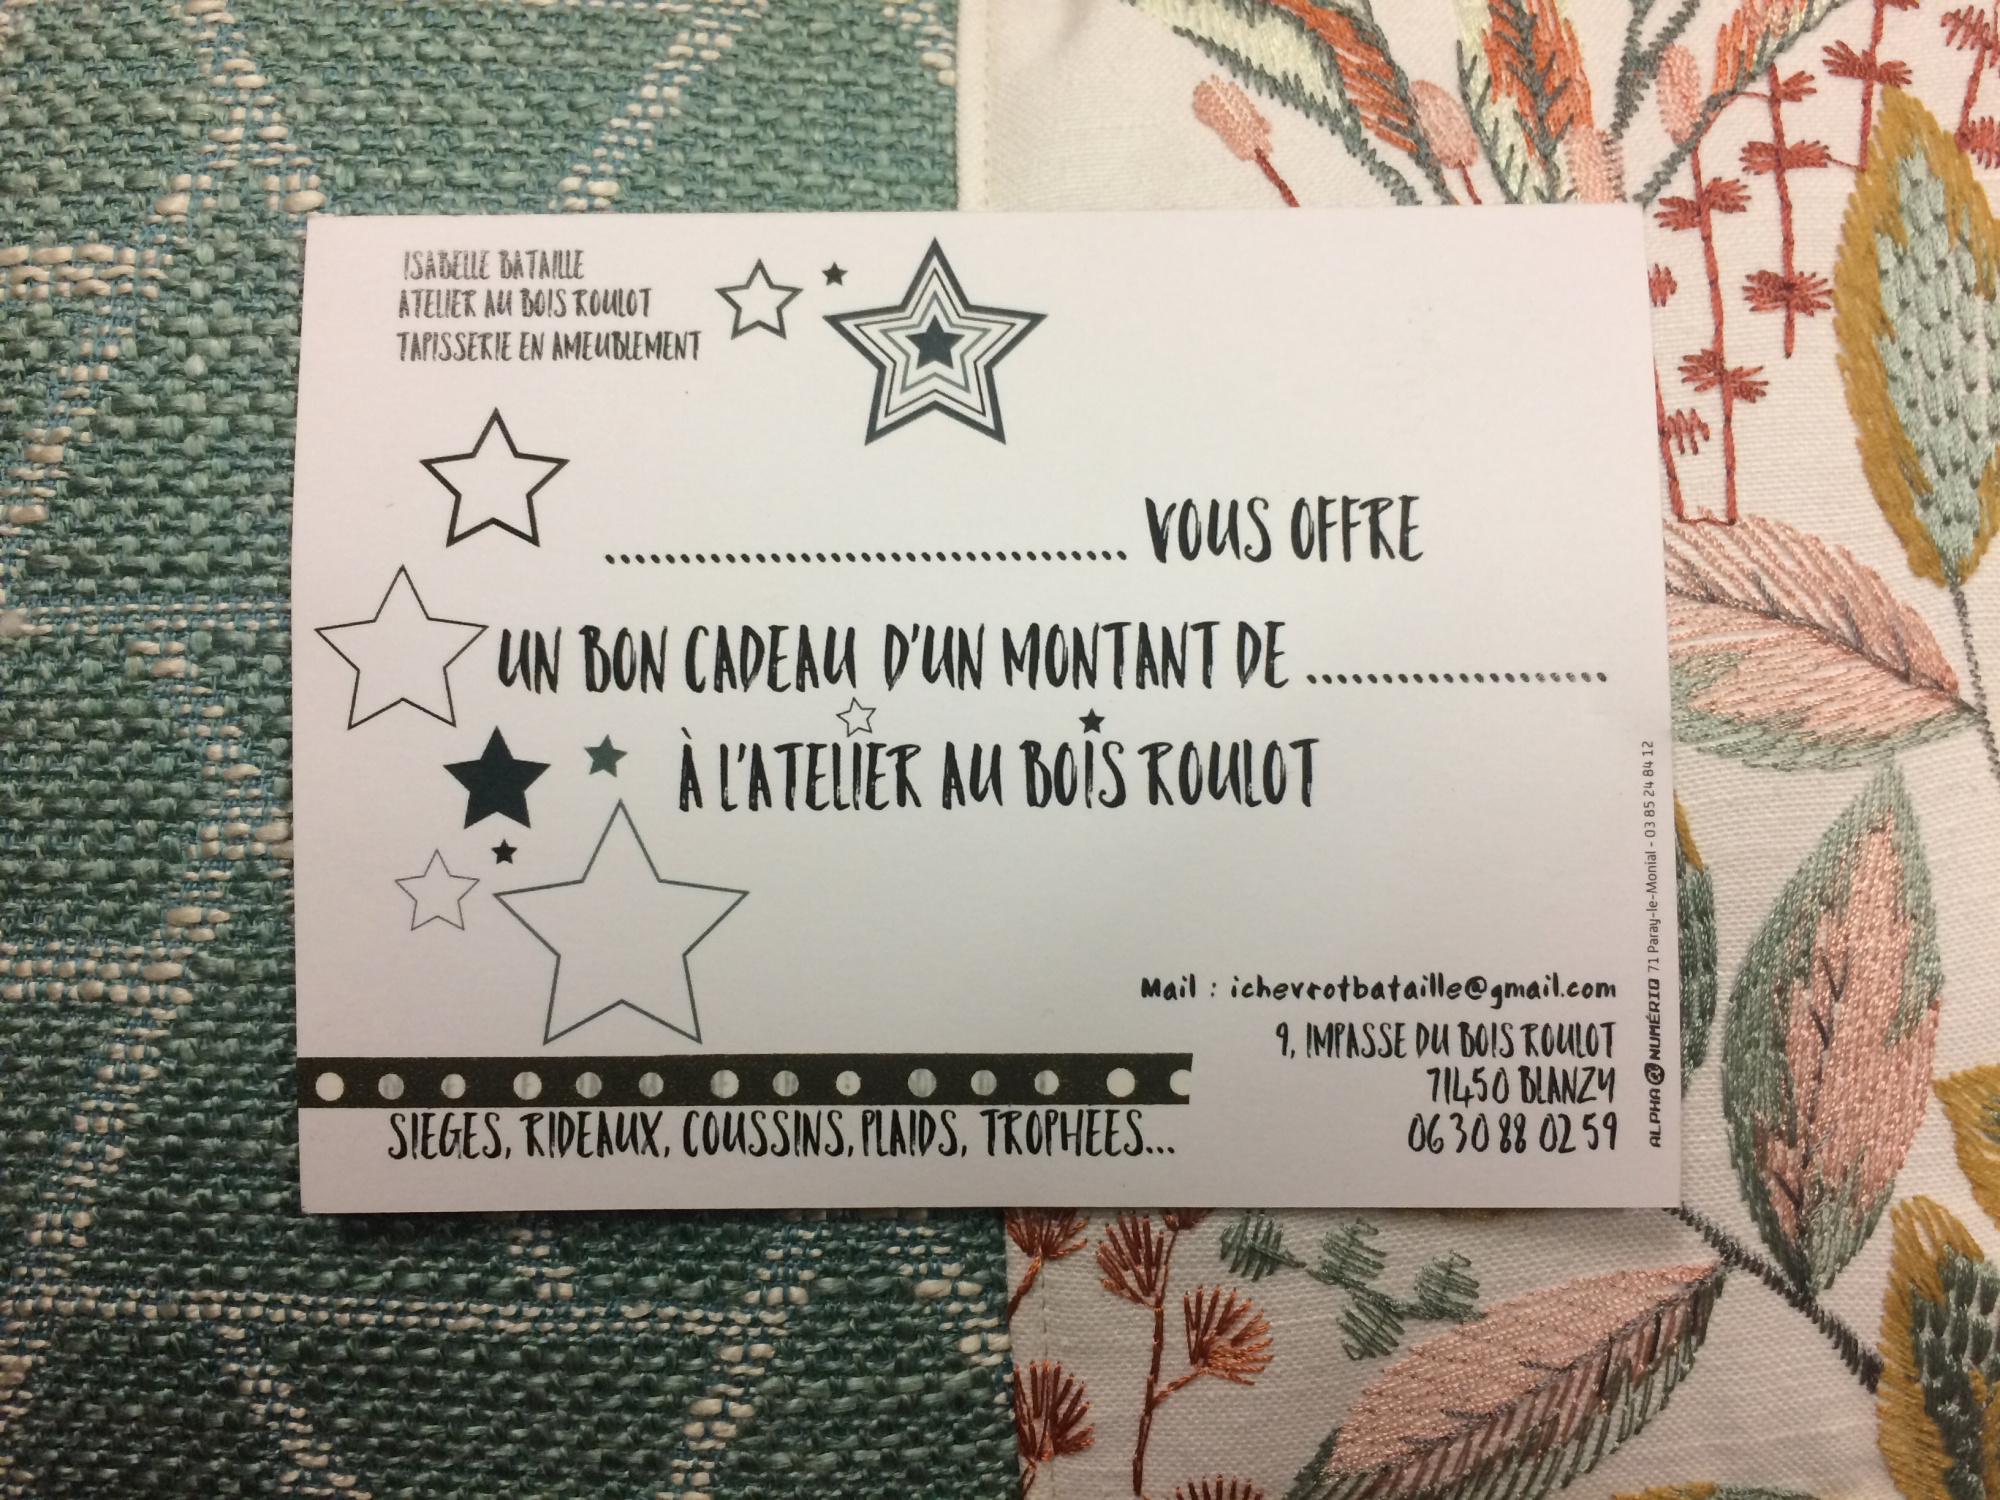 ISABELLE BATAILLE
ATELIER AU BOIS ROULOT
TAPISSERIE EN AMEUBLEMENT
.......................................... VOUS OFFRE
UN BON CADEAU D'UN MONTANT DE ........................
À L'ATELIER AU BOIS ROULOT
Mail : ichevrotbataille@gmail.com
9, IMPASSE DU BOIS ROULOT
71450 BLANZY
06 30 88 02 59
SIEGES, RIDEAUX, COUSSINS, PLAIDS, TROPHEES...
ALPHA NUMÉRIQ 71 Paray-le-Monial - 03 85 24 84 12